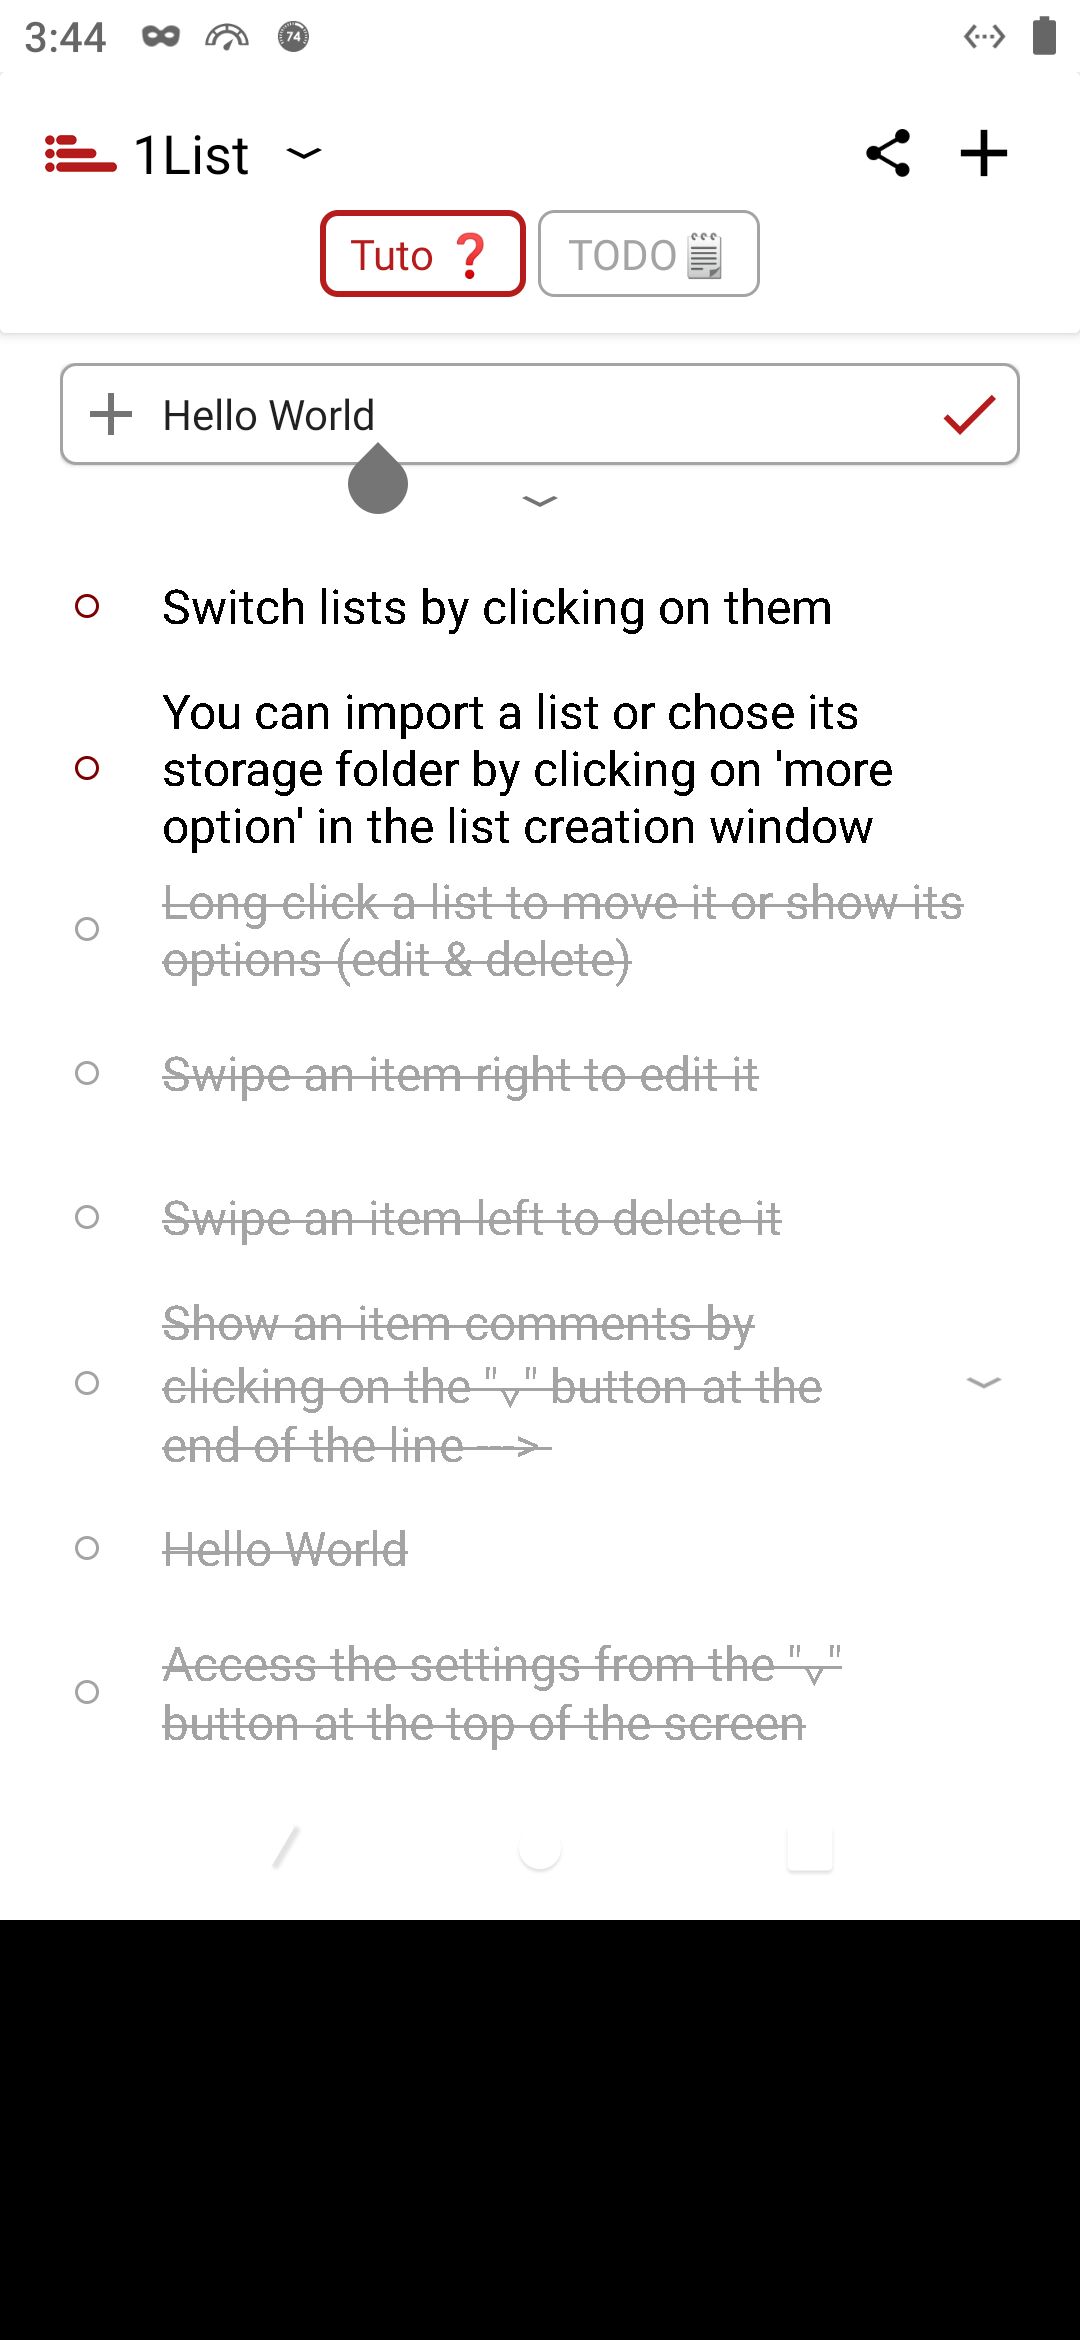 3:44
74
1List
Tuto ❓
TODO
Hello World
Switch lists by clicking on them
You can import a list or chose its
storage folder by clicking on 'more
option' in the list creation window
Long click a list to move it or show its
options (edit & delete)
Swipe an item right to edit it
Swipe an item left to delete it
Show an item comments by
clicking on the "⌄" button at the
end of the line --->
Hello World
Access the settings from the "⌄"
button at the top of the screen